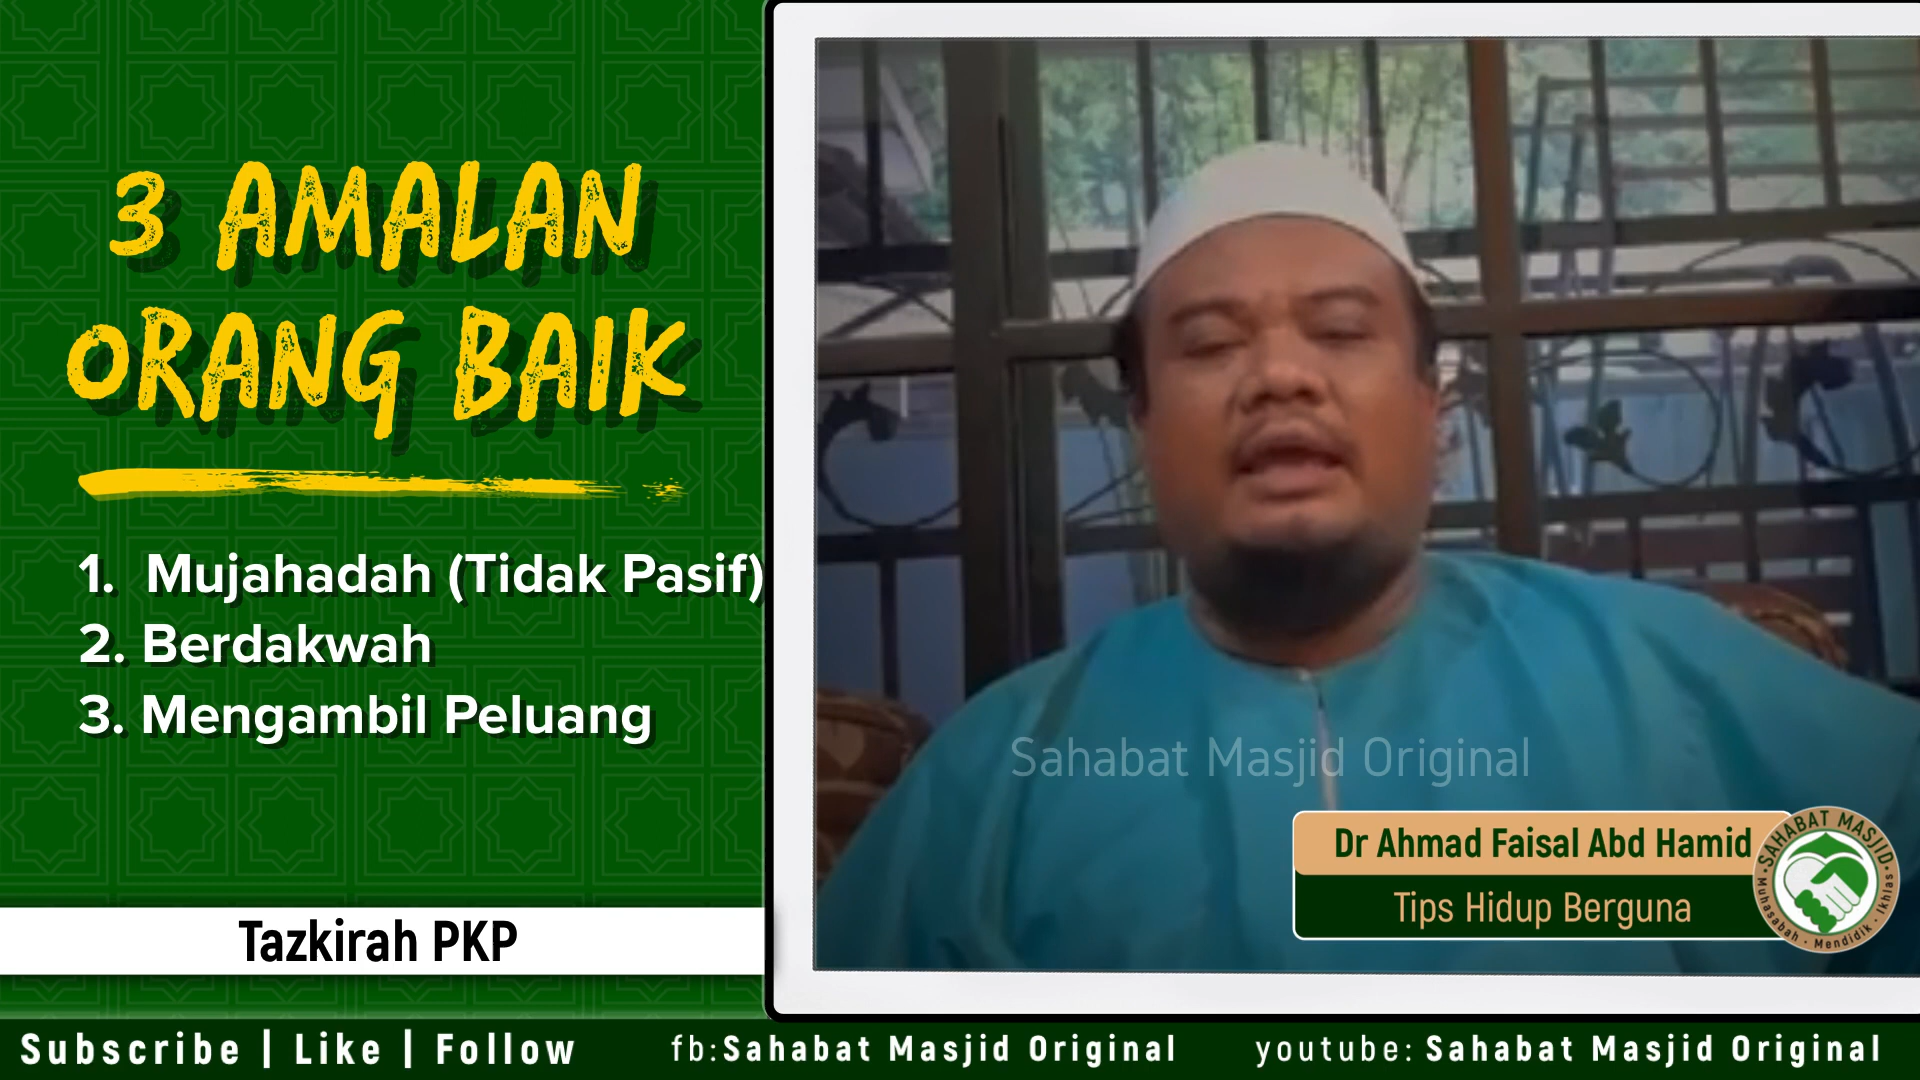 3 AMALAN
ORANG BAIK
1. Mujahadah (Tidak Pasif)
2. Berdakwah
3. Mengambil Peluang
Tazkirah PKP
Sahabat Masjid Original
Dr Ahmad Faisal Abd Hamid
Tips Hidup Berguna
SAHABAT MASJID
Muhasabah · Mendidik · Ikhlas
Subscribe | Like | Follow
fb:Sahabat Masjid Original
youtube: Sahabat Masjid Original